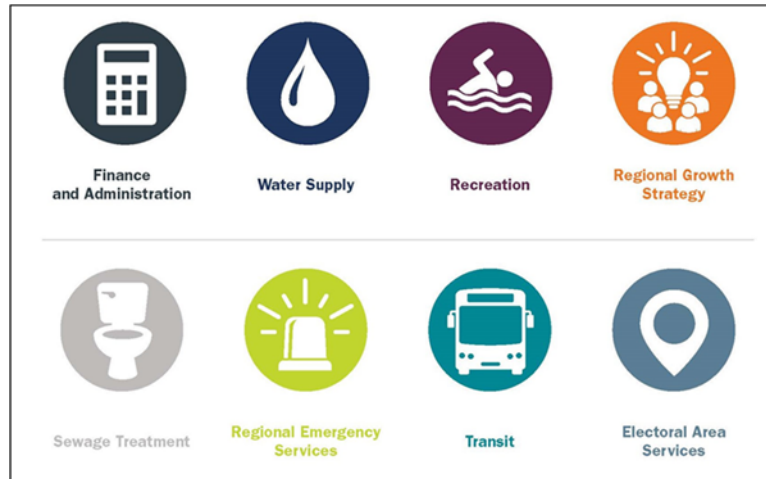 Finance
and Administration
Water Supply
Recreation
Regional Growth
Strategy
Sewage Treatment
Regional Emergency
Services
Transit
Electoral Area
Services